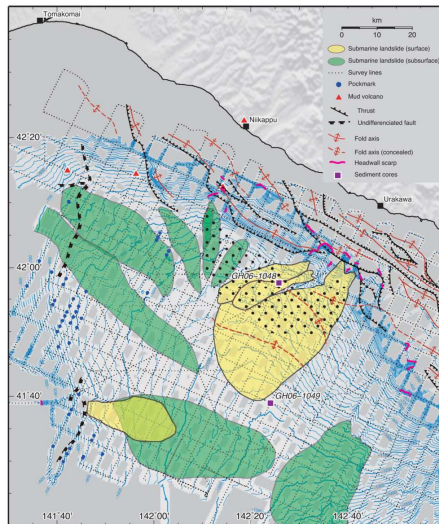 Tomakomai
km
0 10 20
Submarine landslide (surface)
Submarine landslide (subsurface)
Survey lines
Pockmark
Mud volcano
Thrust
Undifferenciated fault
Fold axis
Fold axis (concealed)
Headwall scarp
Sediment cores
Niikappu
42°20'
Urakawa
42°00'
GH06-1048
41°40'
GH06-1049
141°40' 142°00' 142°20' 142°40'